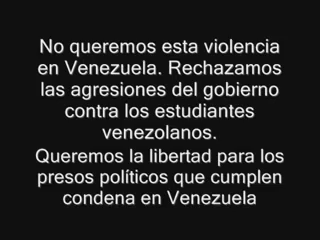 No queremos esta violencia
en Venezuela. Rechazamos
las agresiones del gobierno
contra los estudiantes
venezolanos.
Queremos la libertad para los
presos políticos que cumplen
condena en Venezuela